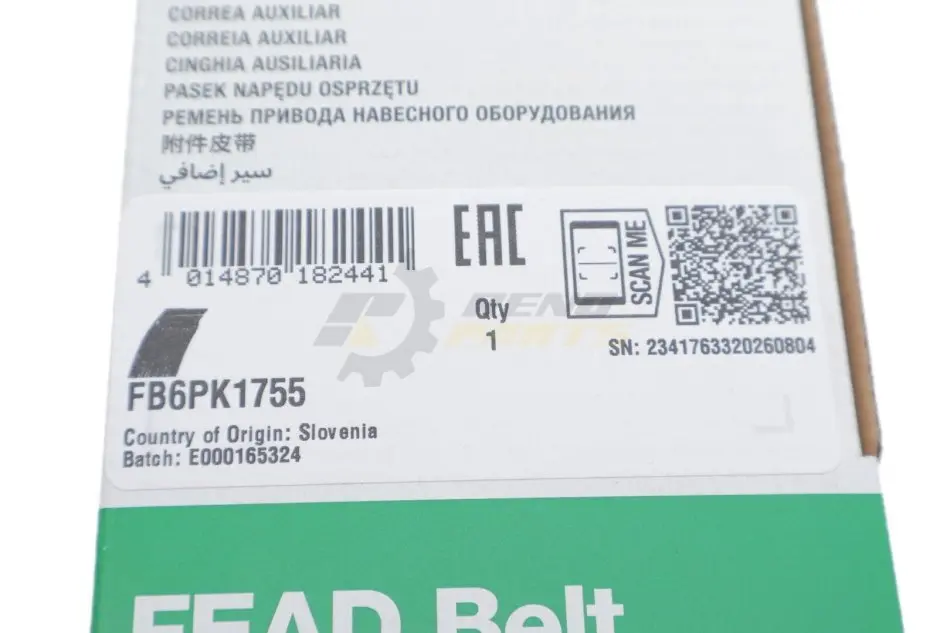 CORREA AUXILIAR
CORREIA AUXILIAR
CINGHIA AUSILIARIA
PASEK NAPĘDU OSPRZĘTU
РЕМЕНЬ ПРИВОДА НАВЕСНОГО ОБОРУДОВАНИЯ
附件皮带
سير إضافي
4 014870 182441
EAC
SCAN ME
Qty
1
SN: 2341763320260804
FB6PK1755
Country of Origin: Slovenia
Batch: E000165324
FEAD Belt